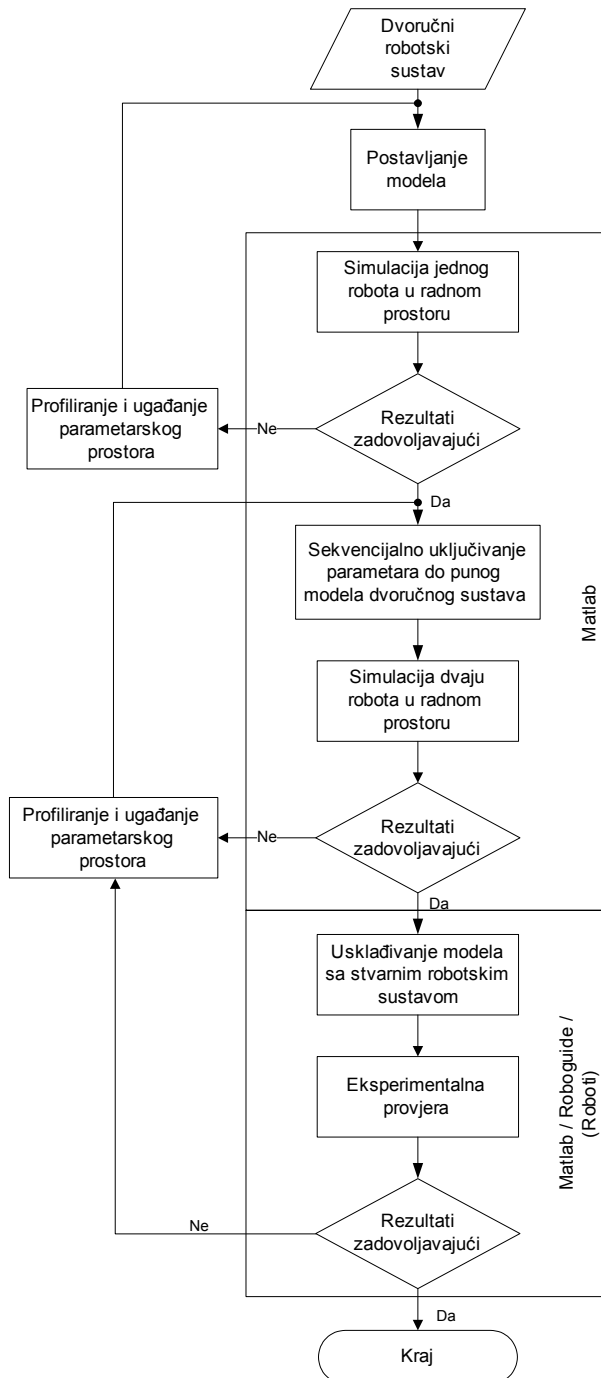 Dvoručni
robotski
sustav
Postavljanje
modela
Simulacija jednog
robota u radnom
prostoru
Profiliranje i ugađanje
parametarskog
prostora
Ne
Rezultati
zadovoljavajući
Da
Sekvencijalno uključivanje
parametara do punog
modela dvoručnog sustava
Matlab
Simulacija dvaju
robota u radnom
prostoru
Profiliranje i ugađanje
parametarskog
prostora
Ne
Rezultati
zadovoljavajući
Da
Usklađivanje modela
sa stvarnim robotskim
sustavom
Eksperimentalna
provjera
Matlab / Roboguide /
(Roboti)
Ne
Rezultati
zadovoljavajući
Da
Kraj